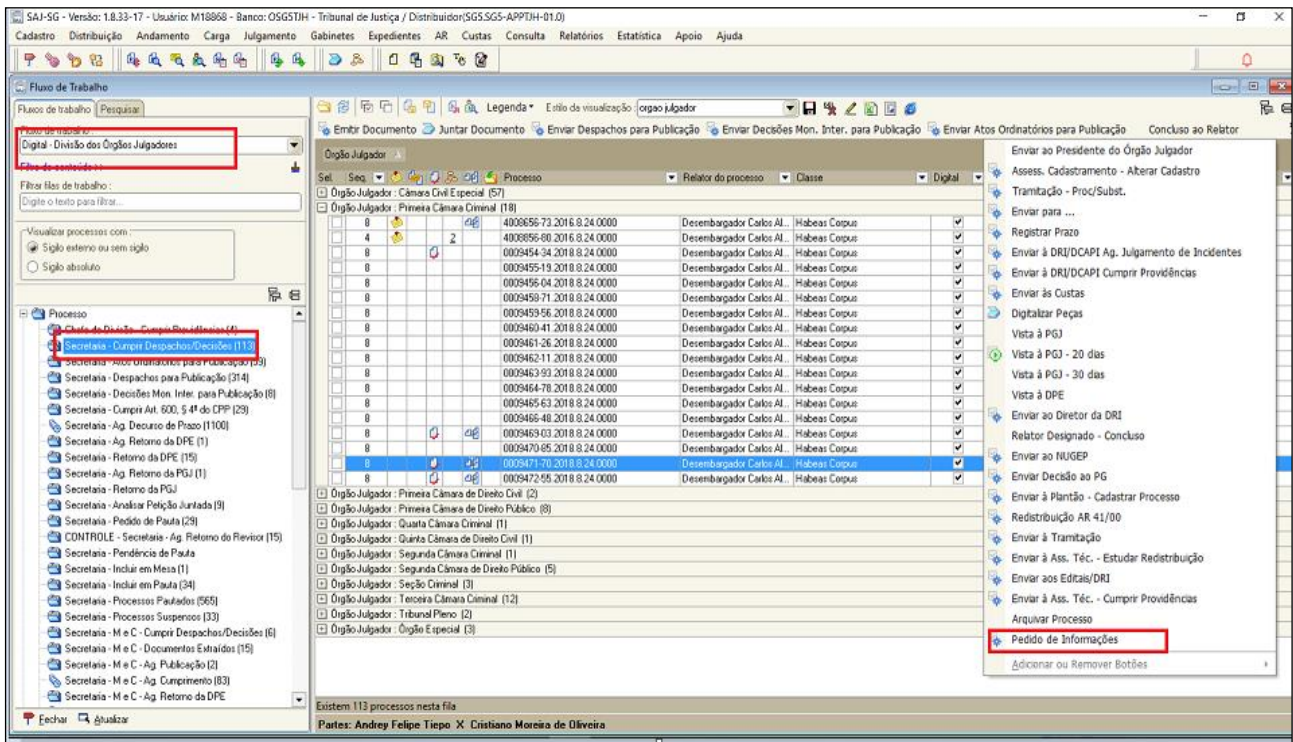 SAJ-SG - Versão: 1.8.33-17 - Usuário: M18868 - Banco: OSG5TJH - Tribunal de Justiça / Distribuidor(SG5.SG5-APPTJH-01.0)
Cadastro Distribuição Andamento Carga Julgamento Gabinetes Expedientes AR Custas Consulta Relatórios Estatística Apoio Ajuda
Fluxo de Trabalho
Fluxos de trabalho Pesquisar
Legenda Estilo da visualização : orgao julgador
Emitir Documento Juntar Documento Enviar Despachos para Publicação Enviar Decisões Mon. Inter. para Publicação Enviar Atos Ordinatórios para Publicação Concluso ao Relator
Fluxo de trabalho :
Digital - Divisão dos Órgãos Julgadores
Filtro de conteúdo >>
Filtrar filas de trabalho :
Digite o texto para filtrar...
Visualizar processos com :
Sigilo externo ou sem sigilo
Sigilo absoluto
Processo
Chefe de Divisão - Cumprir Providências (4)
Secretaria - Cumprir Despachos/Decisões (113)
Secretaria - Atos Ordinatórios para Publicação (59)
Secretaria - Despachos para Publicação (314)
Secretaria - Decisões Mon. Inter. para Publicação (8)
Secretaria - Cumprir Art. 600, § 4º do CPP (29)
Secretaria - Ag. Decurso de Prazo (1100)
Secretaria - Ag. Retorno da DPE (1)
Secretaria - Retorno da DPE (15)
Secretaria - Ag. Retorno da PGJ (1)
Secretaria - Retorno da PGJ
Secretaria - Analisar Petição Juntada (9)
Secretaria - Pedido de Pauta (29)
CONTROLE - Secretaria - Ag. Retorno do Revisor (15)
Secretaria - Pendência de Pauta
Secretaria - Incluir em Mesa (1)
Secretaria - Incluir em Pauta (34)
Secretaria - Processos Pautados (565)
Secretaria - Processos Suspensos (33)
Secretaria - M e C - Cumprir Despachos/Decisões (6)
Secretaria - M e C - Documentos Extraídos (15)
Secretaria - M e C - Ag. Publicação (2)
Secretaria - M e C - Ag. Cumprimento (83)
Secretaria - M e C - Ag. Retorno da DPE
Fechar Atualizar
Órgão Julgador
Sel. Seq. Processo Relator do processo Classe Digital
Órgão Julgador : Câmara Civil Especial (57)
Órgão Julgador : Primeira Câmara Criminal (18)
8 4008656-73.2016.8.24.0000 Desembargador Carlos Al... Habeas Corpus
4 2 4008856-80.2016.8.24.0000 Desembargador Carlos Al... Habeas Corpus
8 0009454-34.2018.8.24.0000 Desembargador Carlos Al... Habeas Corpus
8 0009455-19.2018.8.24.0000 Desembargador Carlos Al... Habeas Corpus
8 0009456-04.2018.8.24.0000 Desembargador Carlos Al... Habeas Corpus
8 0009458-71.2018.8.24.0000 Desembargador Carlos Al... Habeas Corpus
8 0009459-56.2018.8.24.0000 Desembargador Carlos Al... Habeas Corpus
8 0009460-41.2018.8.24.0000 Desembargador Carlos Al... Habeas Corpus
8 0009461-26.2018.8.24.0000 Desembargador Carlos Al... Habeas Corpus
8 0009462-11.2018.8.24.0000 Desembargador Carlos Al... Habeas Corpus
8 0009463-93.2018.8.24.0000 Desembargador Carlos Al... Habeas Corpus
8 0009464-78.2018.8.24.0000 Desembargador Carlos Al... Habeas Corpus
8 0009465-63.2018.8.24.0000 Desembargador Carlos Al... Habeas Corpus
8 0009466-48.2018.8.24.0000 Desembargador Carlos Al... Habeas Corpus
8 0009469-03.2018.8.24.0000 Desembargador Carlos Al... Habeas Corpus
8 0009470-85.2018.8.24.0000 Desembargador Carlos Al... Habeas Corpus
8 0009471-70.2018.8.24.0000 Desembargador Carlos Al... Habeas Corpus
8 0009472-55.2018.8.24.0000 Desembargador Carlos Al... Habeas Corpus
Órgão Julgador : Primeira Câmara de Direito Civil (2)
Órgão Julgador : Primeira Câmara de Direito Público (8)
Órgão Julgador : Quarta Câmara Criminal (1)
Órgão Julgador : Quinta Câmara de Direito Civil (1)
Órgão Julgador : Segunda Câmara Criminal (1)
Órgão Julgador : Segunda Câmara de Direito Público (5)
Órgão Julgador : Seção Criminal (3)
Órgão Julgador : Terceira Câmara Criminal (12)
Órgão Julgador : Tribunal Pleno (2)
Órgão Julgador : Órgão Especial (3)
Existem 113 processos nesta fila
Partes: Andrey Felipe Tiepo X Cristiano Moreira de Oliveira
Enviar ao Presidente do Órgão Julgador
Assess. Cadastramento - Alterar Cadastro
Tramitação - Proc/Subst.
Enviar para ...
Registrar Prazo
Enviar à DRI/DCAPI Ag. Julgamento de Incidentes
Enviar à DRI/DCAPI Cumprir Providências
Enviar às Custas
Digitalizar Peças
Vista à PGJ
Vista à PGJ - 20 dias
Vista à PGJ - 30 dias
Vista à DPE
Enviar ao Diretor da DRI
Relator Designado - Concluso
Enviar ao NUGEP
Enviar Decisão ao PG
Enviar à Plantão - Cadastrar Processo
Redistribuição AR 41/00
Enviar à Tramitação
Enviar à Ass. Téc. - Estudar Redistribuição
Enviar aos Editais/DRI
Enviar à Ass. Téc. - Cumprir Providências
Arquivar Processo
Pedido de Informações
Adicionar ou Remover Botões